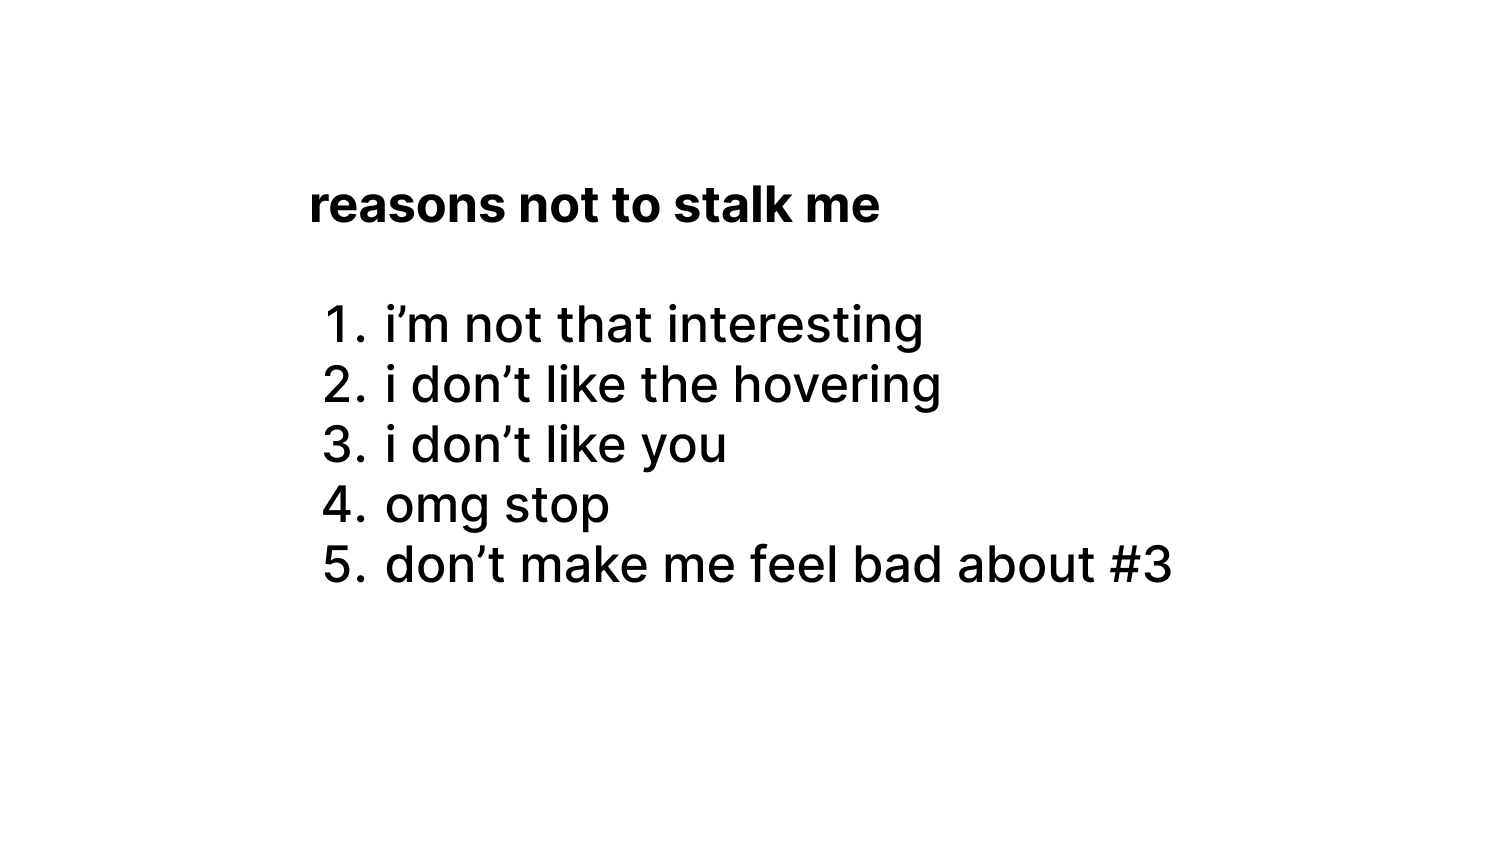 reasons not to stalk me
1. i’m not that interesting
2. i don’t like the hovering
3. i don’t like you
4. omg stop
5. don’t make me feel bad about #3